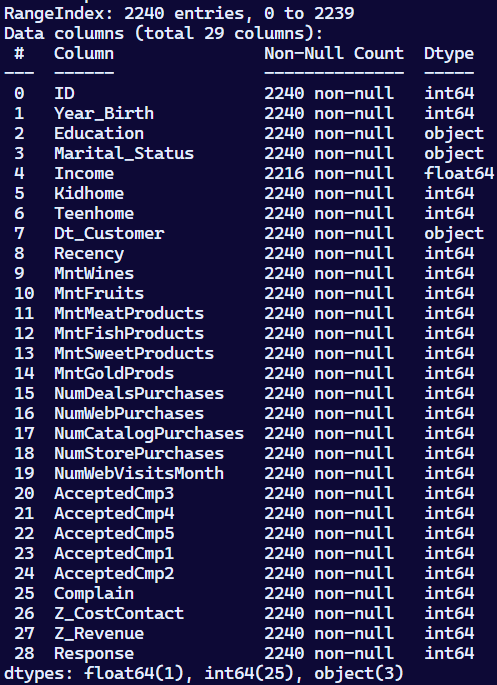 RangeIndex: 2240 entries, 0 to 2239
Data columns (total 29 columns):
 #   Column               Non-Null Count  Dtype
---  ------               --------------  -----
 0   ID                   2240 non-null   int64
 1   Year_Birth           2240 non-null   int64
 2   Education            2240 non-null   object
 3   Marital_Status       2240 non-null   object
 4   Income               2216 non-null   float64
 5   Kidhome              2240 non-null   int64
 6   Teenhome             2240 non-null   int64
 7   Dt_Customer          2240 non-null   object
 8   Recency              2240 non-null   int64
 9   MntWines             2240 non-null   int64
 10  MntFruits            2240 non-null   int64
 11  MntMeatProducts      2240 non-null   int64
 12  MntFishProducts      2240 non-null   int64
 13  MntSweetProducts     2240 non-null   int64
 14  MntGoldProds         2240 non-null   int64
 15  NumDealsPurchases    2240 non-null   int64
 16  NumWebPurchases      2240 non-null   int64
 17  NumCatalogPurchases  2240 non-null   int64
 18  NumStorePurchases    2240 non-null   int64
 19  NumWebVisitsMonth    2240 non-null   int64
 20  AcceptedCmp3         2240 non-null   int64
 21  AcceptedCmp4         2240 non-null   int64
 22  AcceptedCmp5         2240 non-null   int64
 23  AcceptedCmp1         2240 non-null   int64
 24  AcceptedCmp2         2240 non-null   int64
 25  Complain             2240 non-null   int64
 26  Z_CostContact        2240 non-null   int64
 27  Z_Revenue            2240 non-null   int64
 28  Response             2240 non-null   int64
dtypes: float64(1), int64(25), object(3)